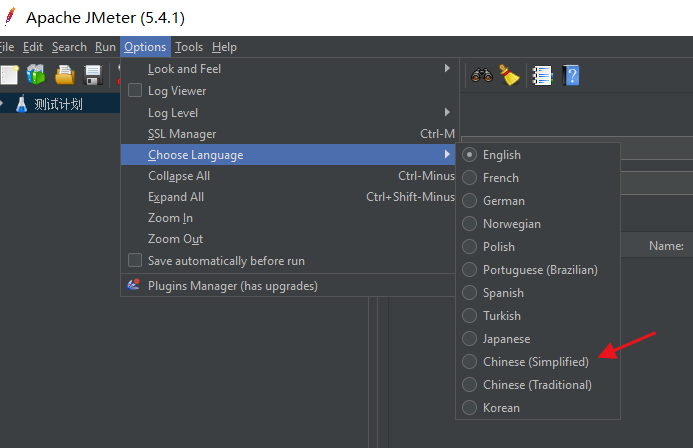 Apache JMeter (5.4.1)
File Edit Search Run Options Tools Help
Look and Feel
Log Viewer
测试计划
Log Level
SSL Manager Ctrl-M
Choose Language
Collapse All Ctrl-Minus
Expand All Ctrl+Shift-Minus
Zoom In
Zoom Out
Save automatically before run
Plugins Manager (has upgrades)
English
French
German
Norwegian
Polish
Name:
Portuguese (Brazilian)
Spanish
Turkish
Japanese
Chinese (Simplified)
Chinese (Traditional)
Korean